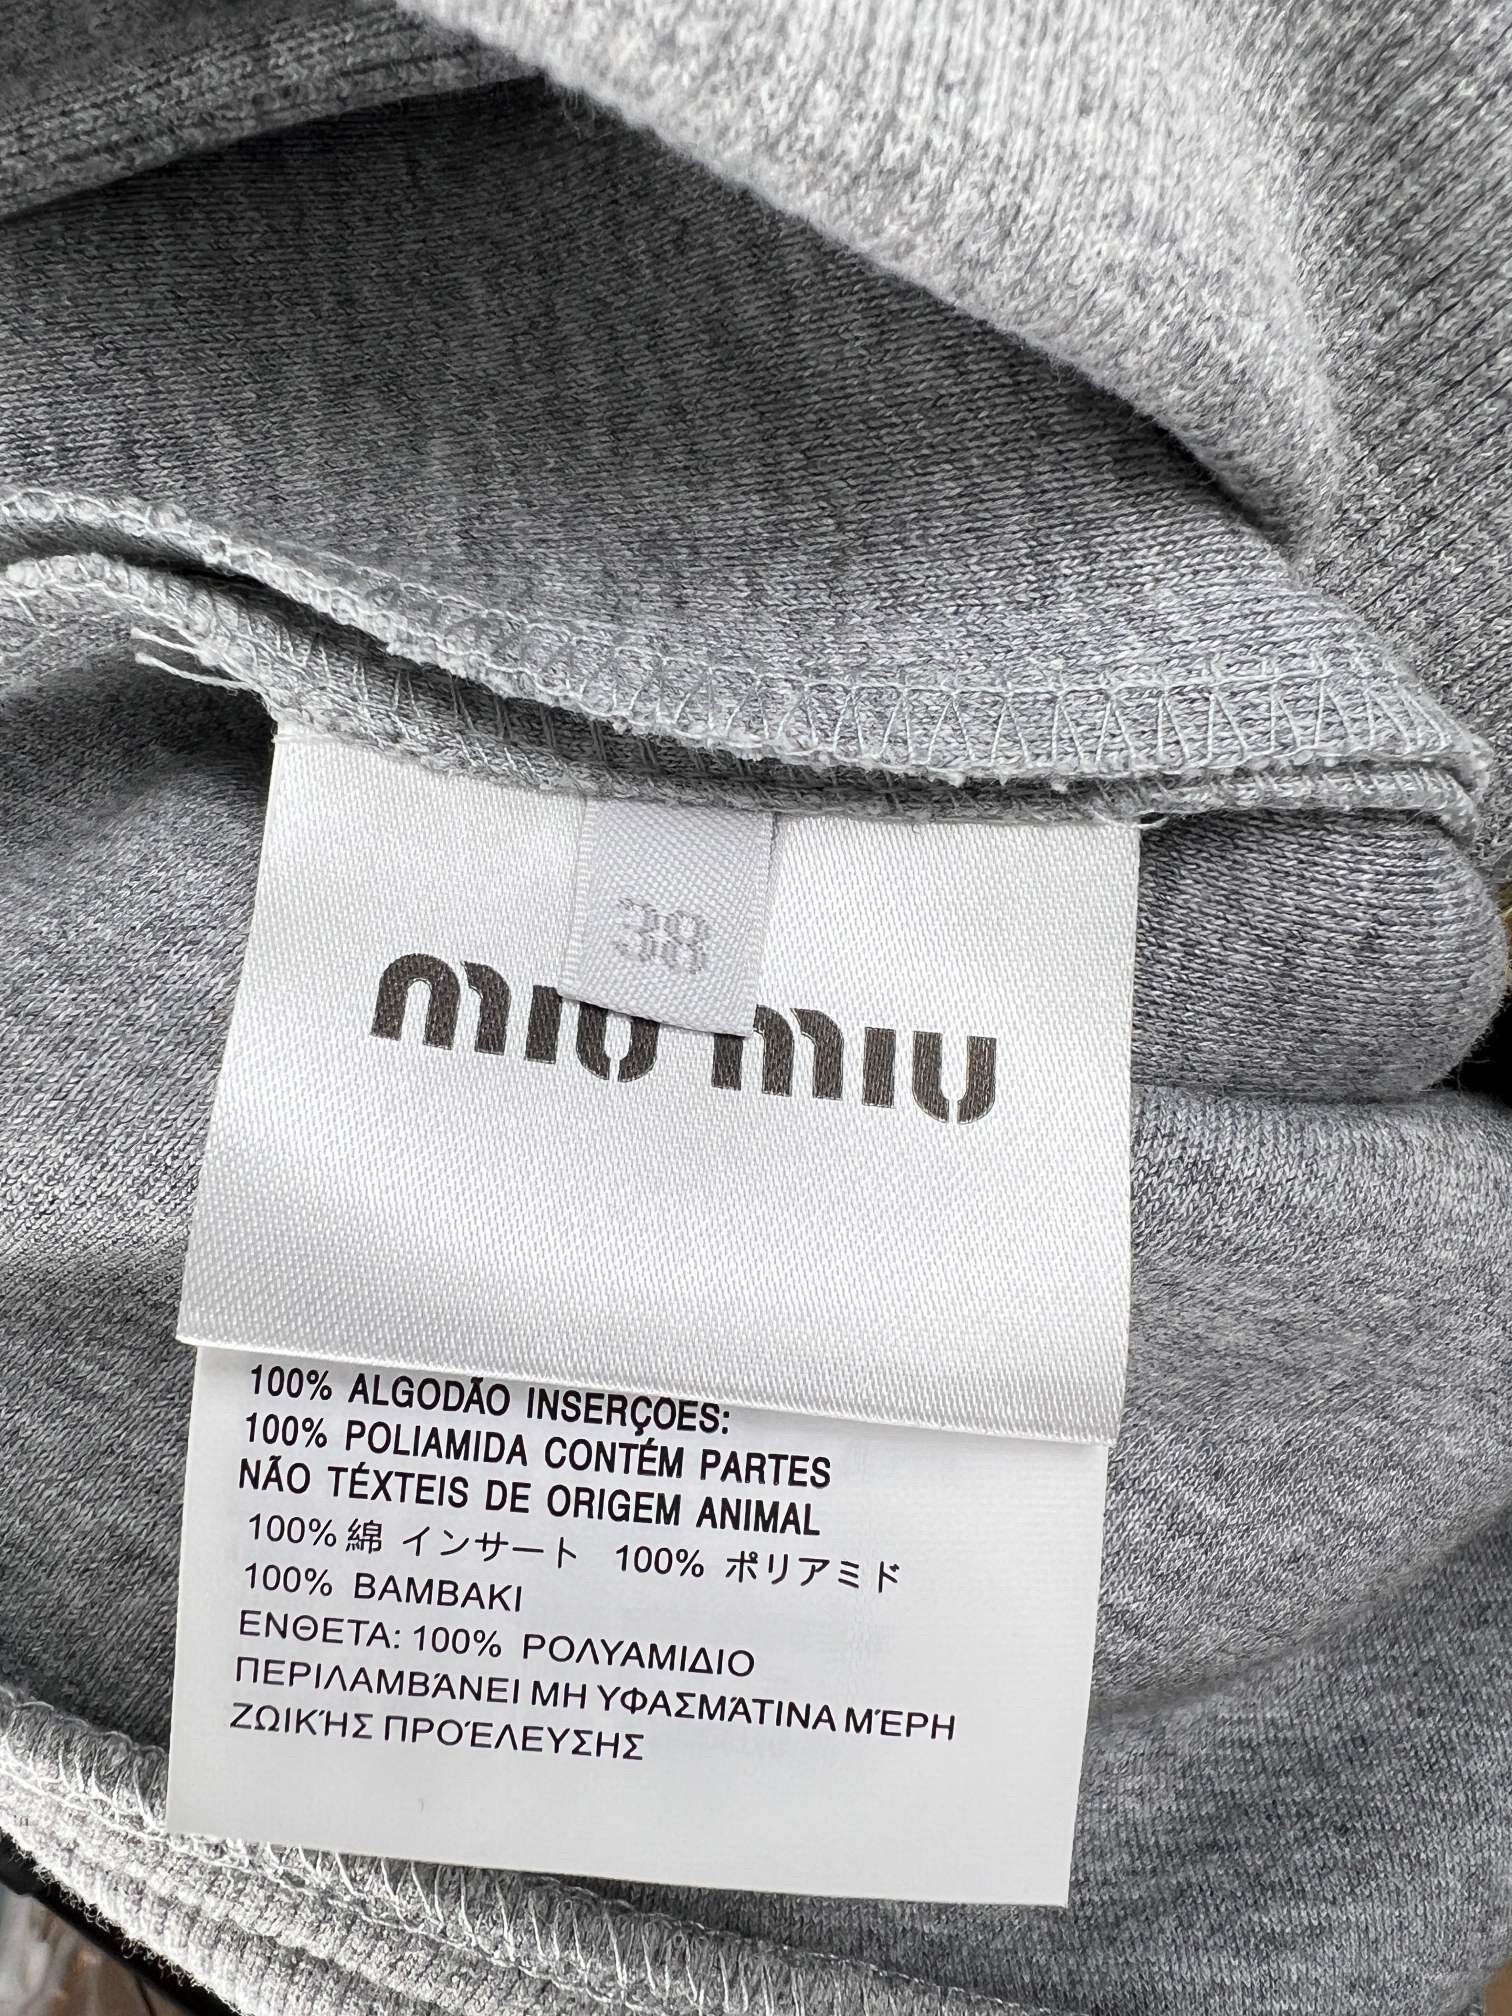 38
miu miu
100% ALGODÃO INSERÇOES:
100% POLIAMIDA CONTÉM PARTES
NÃO TÉXTEIS DE ORIGEM ANIMAL
100% 綿 インサート 100% ポリアミド
100% BAMBAKI
ΕΝΘΕΤΑ: 100% ΡΟΛΥΑΜΙΔΙΟ
ΠΕΡΙΛΑΜΒΆΝΕΙ ΜΗ ΥΦΑΣΜΆΤΙΝΑ ΜΈΡΗ
ΖΩΙΚΉΣ ΠΡΟΈΛΕΥΣΗΣ